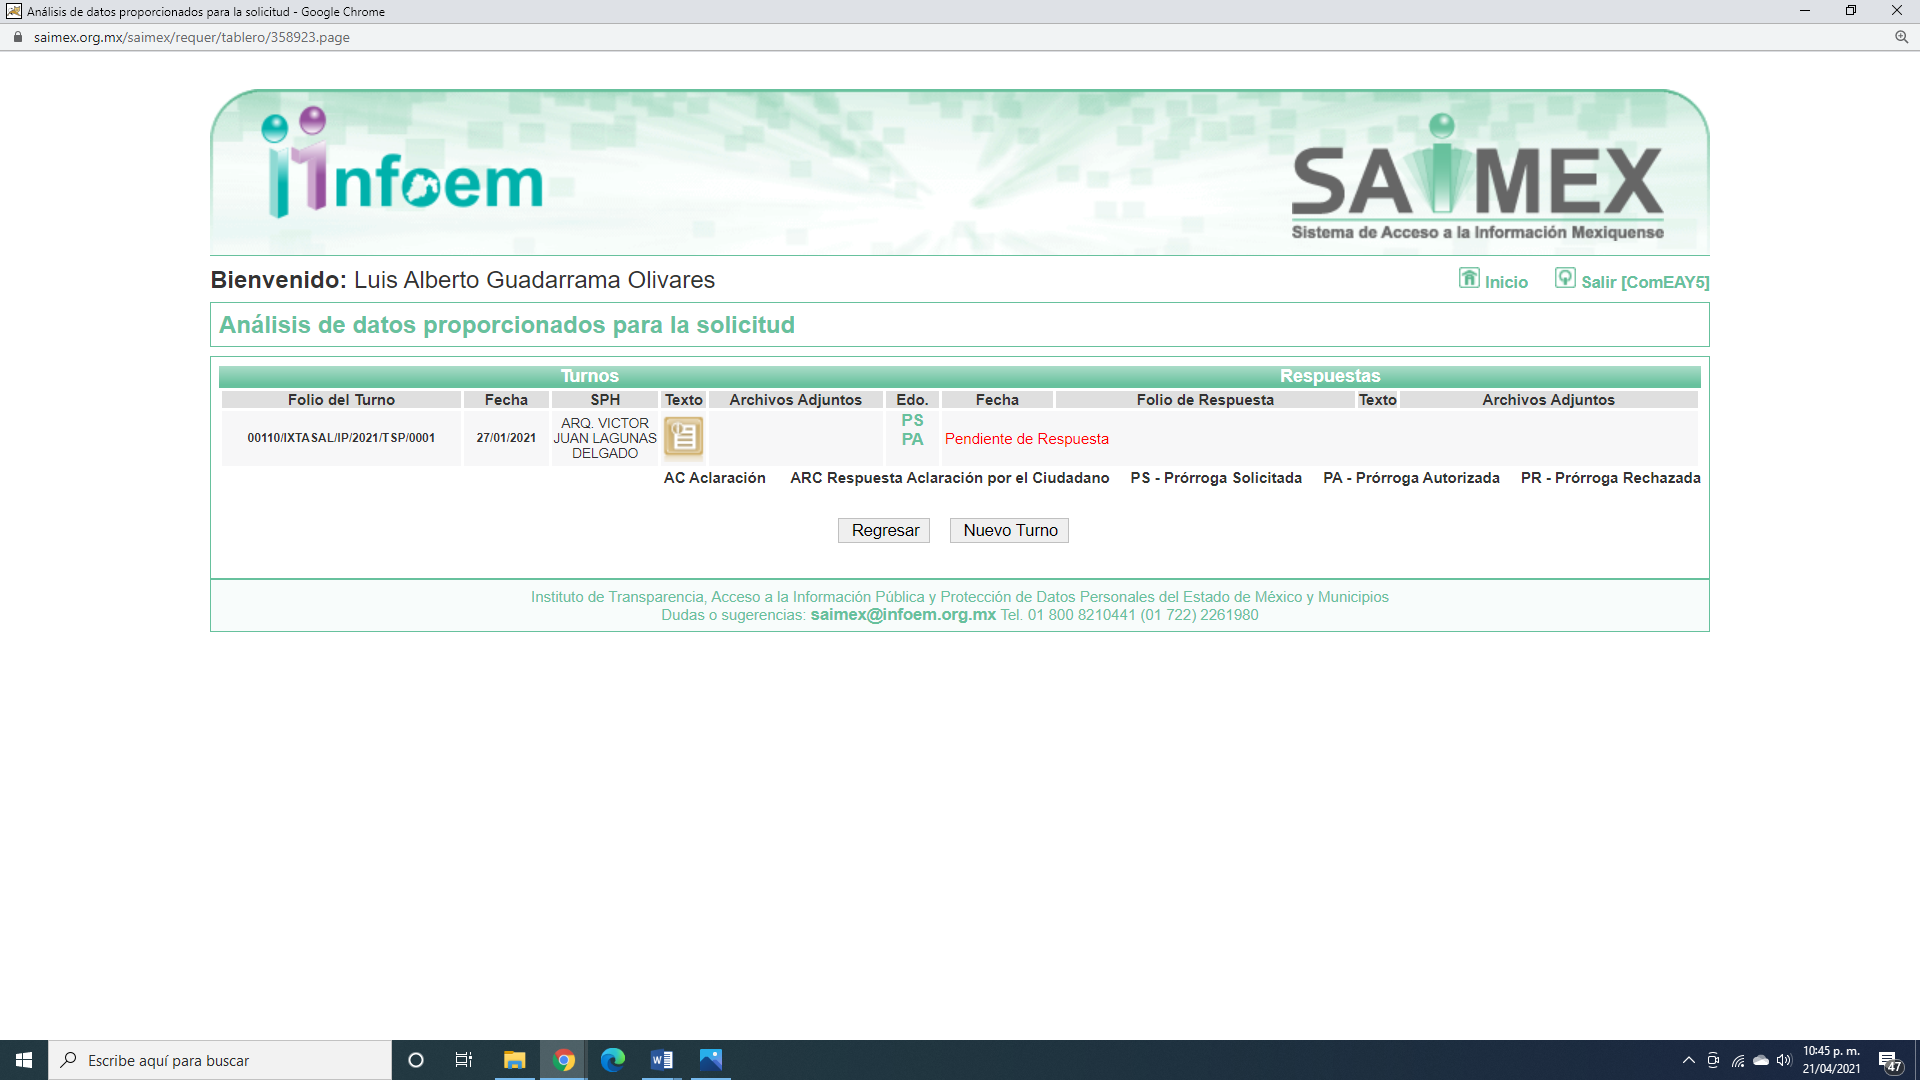 Análisis de datos proporcionados para la solicitud - Google Chrome
saimex.org.mx/saimex/requer/tablero/358923.page
infoem
SAIMEX
Sistema de Acceso a la Información Mexiquense
Bienvenido: Luis Alberto Guadarrama Olivares
Inicio Salir [ComEAY5]
Análisis de datos proporcionados para la solicitud
Turnos Respuestas
Folio del Turno Fecha SPH Texto Archivos Adjuntos Edo. Fecha Folio de Respuesta Texto Archivos Adjuntos
00110/IXTASAL/IP/2021/TSP/0001 27/01/2021 ARQ. VICTOR JUAN LAGUNAS DELGADO PS PA Pendiente de Respuesta
AC Aclaración ARC Respuesta Aclaración por el Ciudadano PS - Prórroga Solicitada PA - Prórroga Autorizada PR - Prórroga Rechazada
Regresar Nuevo Turno
Instituto de Transparencia, Acceso a la Información Pública y Protección de Datos Personales del Estado de México y Municipios
Dudas o sugerencias: saimex@infoem.org.mx Tel. 01 800 8210441 (01 722) 2261980
Escribe aquí para buscar
10:45 p. m.
21/04/2021
47